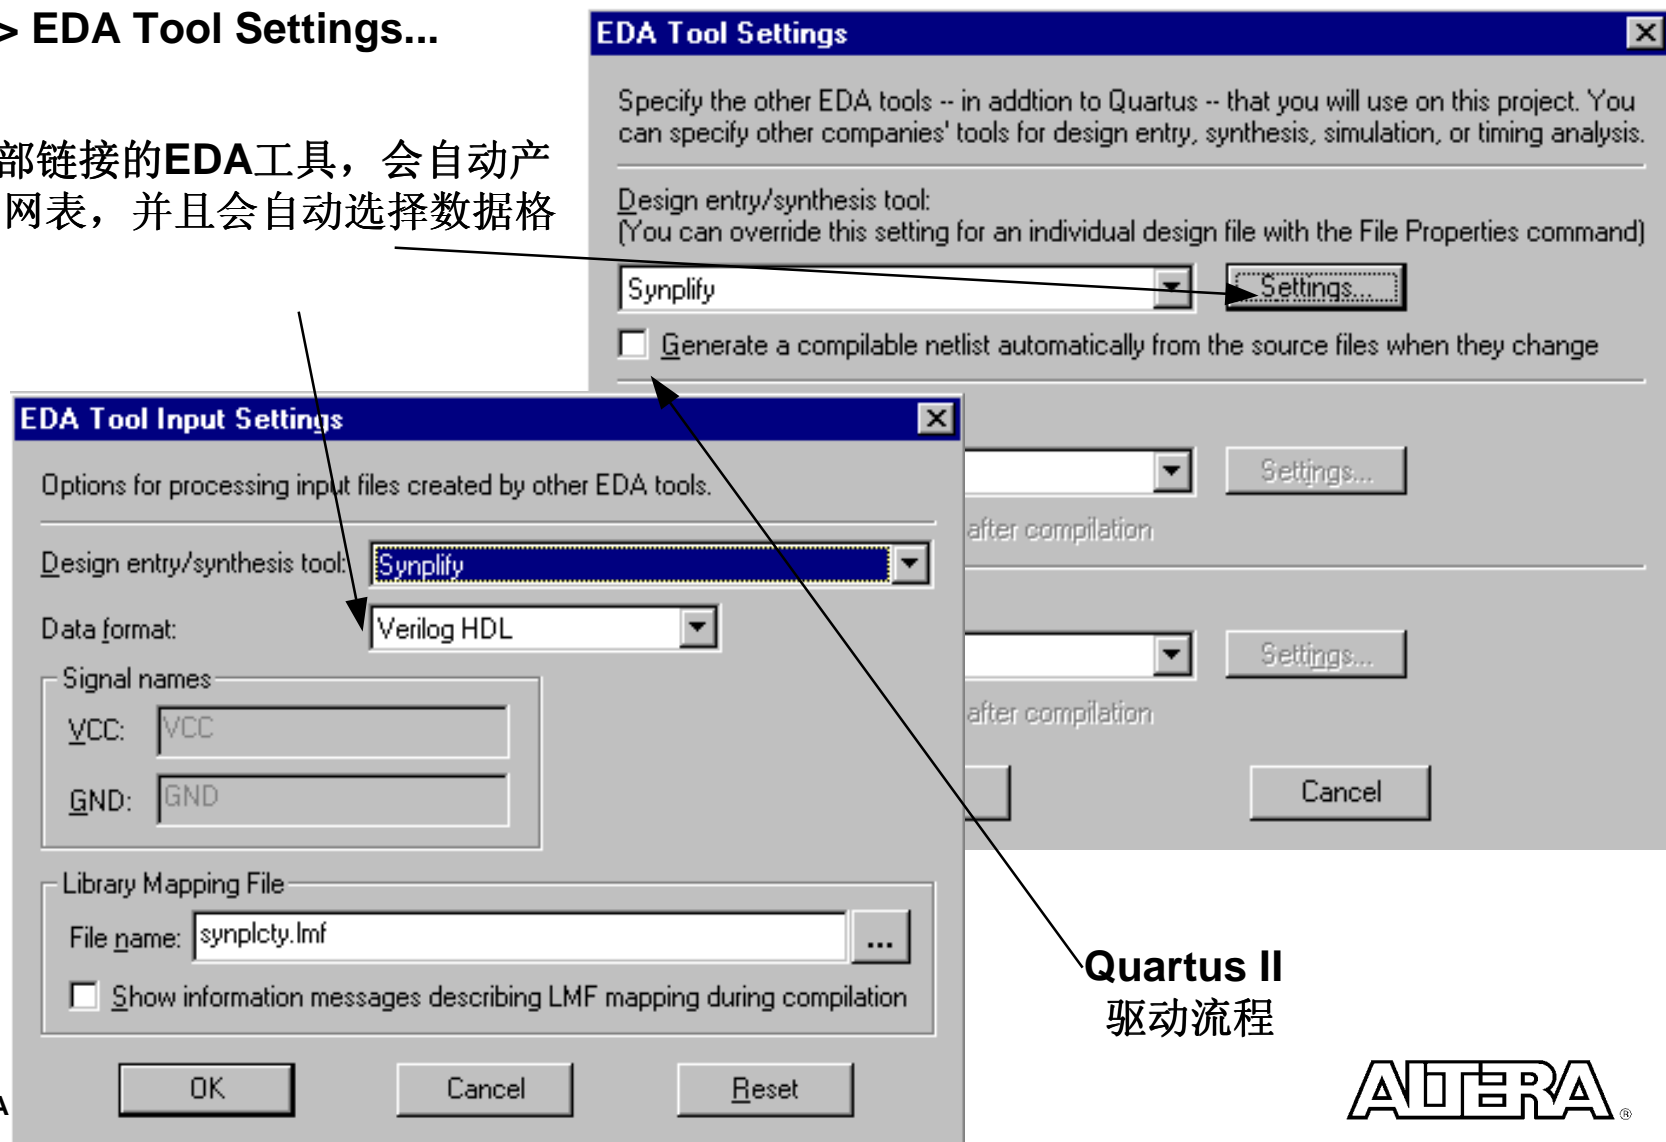 > EDA Tool Settings...
部链接的EDA工具，会自动产
网表，并且会自动选择数据格
EDA Tool Settings
Specify the other EDA tools -- in addtion to Quartus -- that you will use on this project. You
can specify other companies' tools for design entry, synthesis, simulation, or timing analysis.
Design entry/synthesis tool:
(You can override this setting for an individual design file with the File Properties command)
Synplify
Settings...
Generate a compilable netlist automatically from the source files when they change
Settings...
after compilation
Settings...
after compilation
Cancel
EDA Tool Input Settings
Options for processing input files created by other EDA tools.
Design entry/synthesis tool: Synplify
Data format: Verilog HDL
Signal names
VCC: VCC
GND: GND
Library Mapping File
File name: synplcty.lmf ...
Show information messages describing LMF mapping during compilation
OK Cancel Reset
Quartus II
驱动流程
A
ALTERA
®